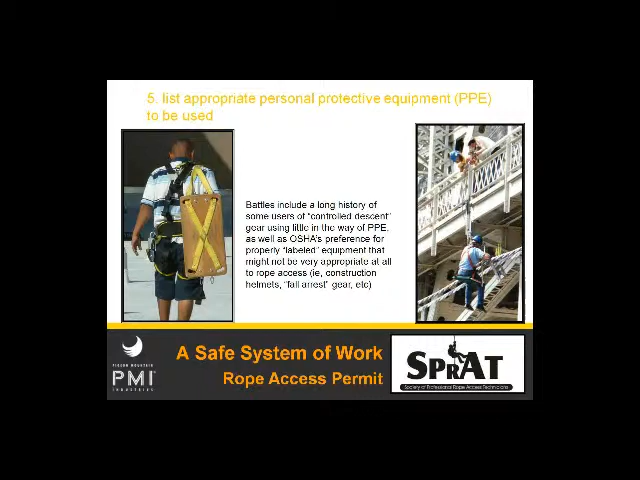 5. list appropriate personal protective equipment (PPE)
to be used
Battles include a long history of
some users of “controlled descent”
gear using little in the way of PPE,
as well as OSHA’s preference for
properly “labeled” equipment that
might not be very appropriate at all
to rope access (ie, construction
helmets, “fall arrest” gear, etc)
A Safe System of Work
Rope Access Permit
PIGEON MOUNTAIN
PMI
INDUSTRIES
SPRAT
Society of Professional Rope Access Technicians